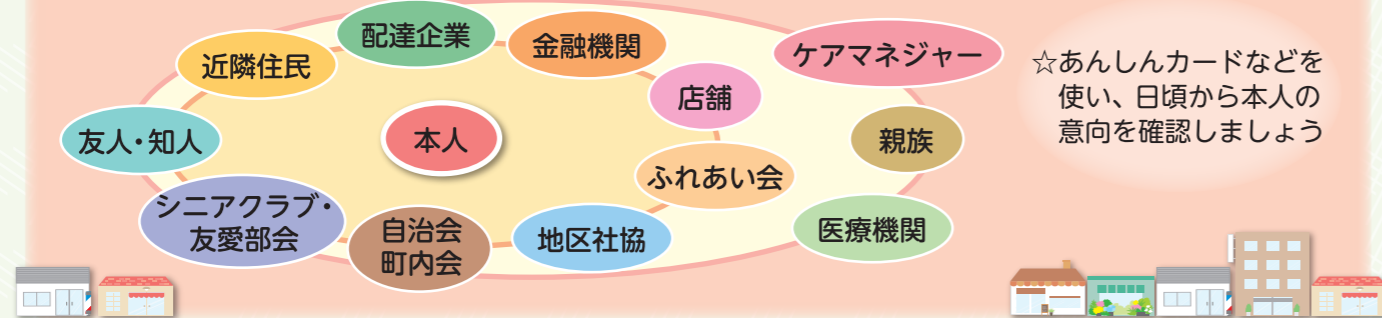 配達企業
金融機関
ケアマネジャー
近隣住民
店舗
友人・知人
本人
親族
ふれあい会
シニアクラブ・
友愛部会
自治会
町内会
地区社協
医療機関
☆あんしんカードなどを
使い、日頃から本人の
意向を確認しましょう